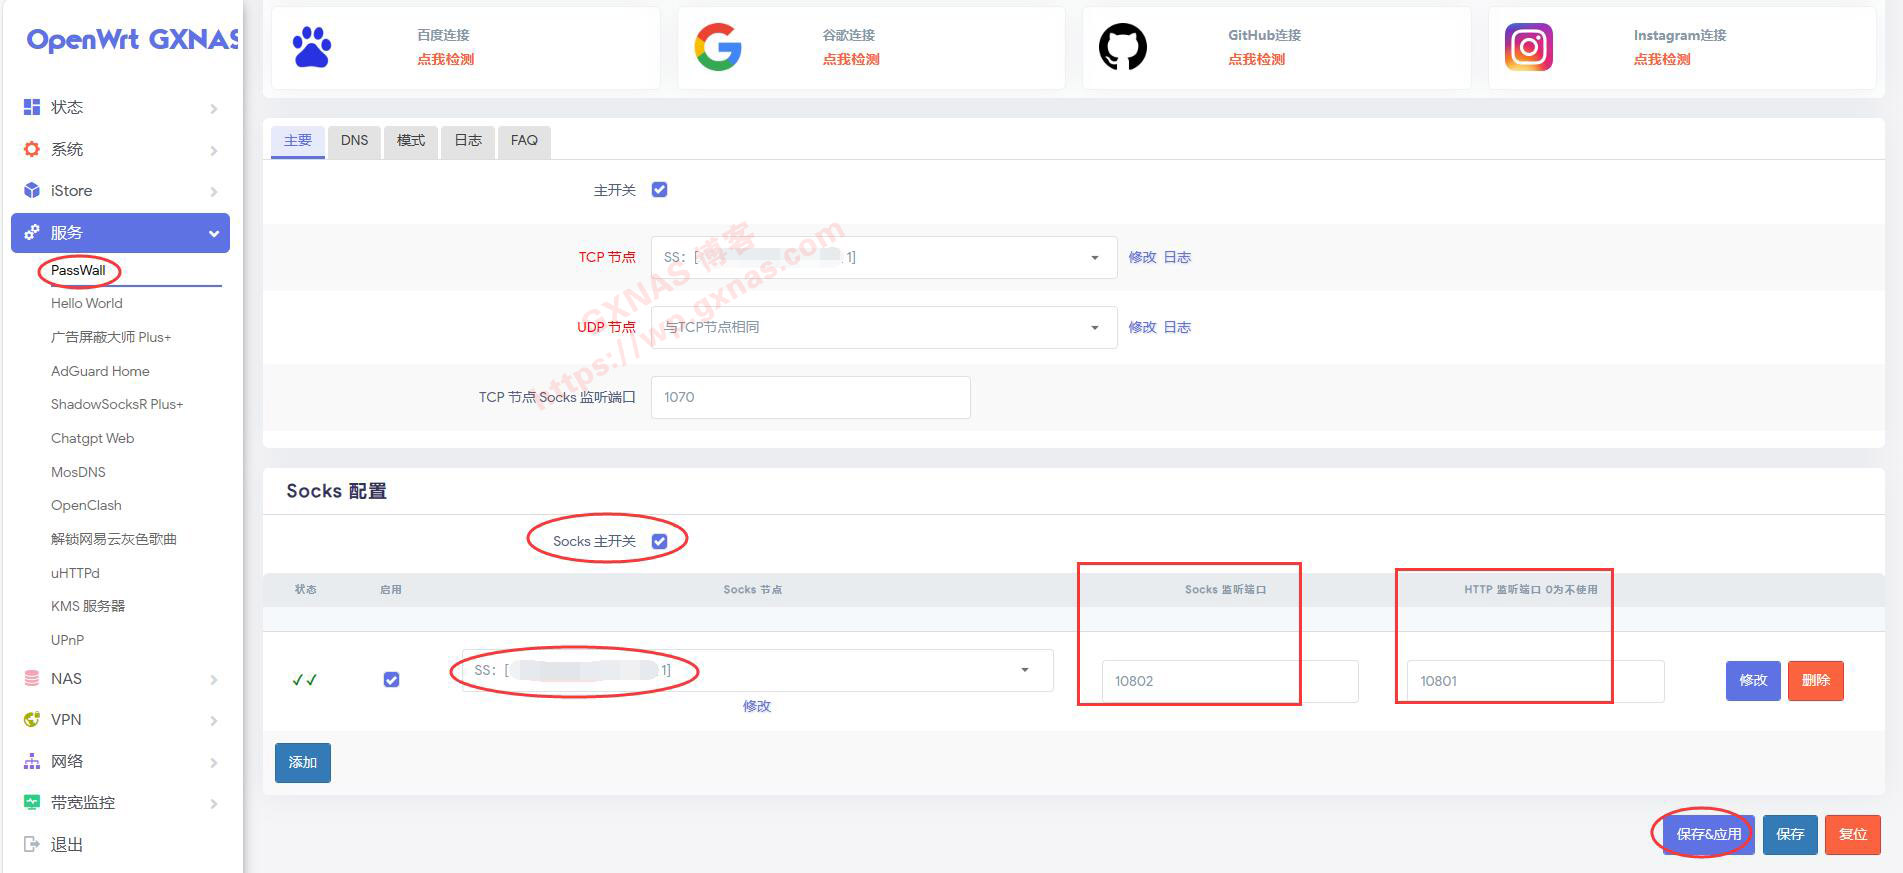 OpenWrt GXNAS
状态
系统
iStore
服务
PassWall
Hello World
广告屏蔽大师 Plus+
AdGuard Home
ShadowSocksR Plus+
Chatgpt Web
MosDNS
OpenClash
解锁网易云灰色歌曲
uHTTPd
KMS 服务器
UPnP
NAS
VPN
网络
带宽监控
退出
百度连接
点我检测
谷歌连接
点我检测
GitHub连接
点我检测
Instagram连接
点我检测
主要 DNS 模式 日志 FAQ
主开关
TCP 节点 SS: [ 1] 修改 日志
UDP 节点 与TCP节点相同 修改 日志
TCP 节点 Socks 监听端口 1070
GXNAS 博客
https://wp.gxnas.com
Socks 配置
Socks 主开关
状态 启用 Socks 节点 Socks 监听端口 HTTP 监听端口 0为不使用
SS: [ 1] 10802 10801 修改 删除
修改
添加
保存&应用 保存 复位